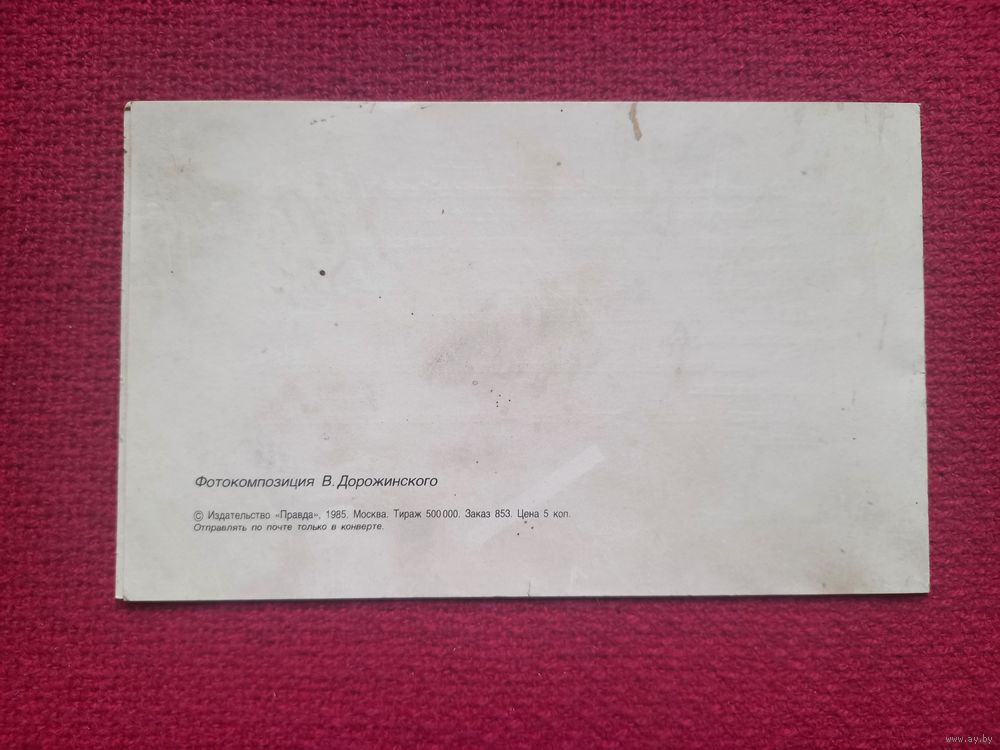 Фотокомпозиция В. Дорожинского
© Издательство «Правда», 1985. Москва. Тираж 500 000. Заказ 853. Цена 5 коп.
Отправлять по почте только в конверте.
www.ay.by